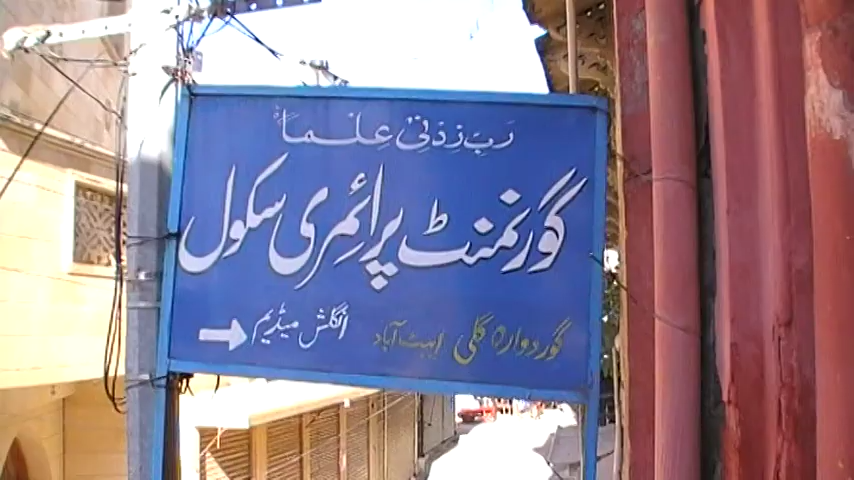 رَبِّ زِدْنِیْ عِلْمَاً
گورنمنٹ پرائمری سکول
گوردوارہ گلی ایبٹ آباد انگلش میڈیم